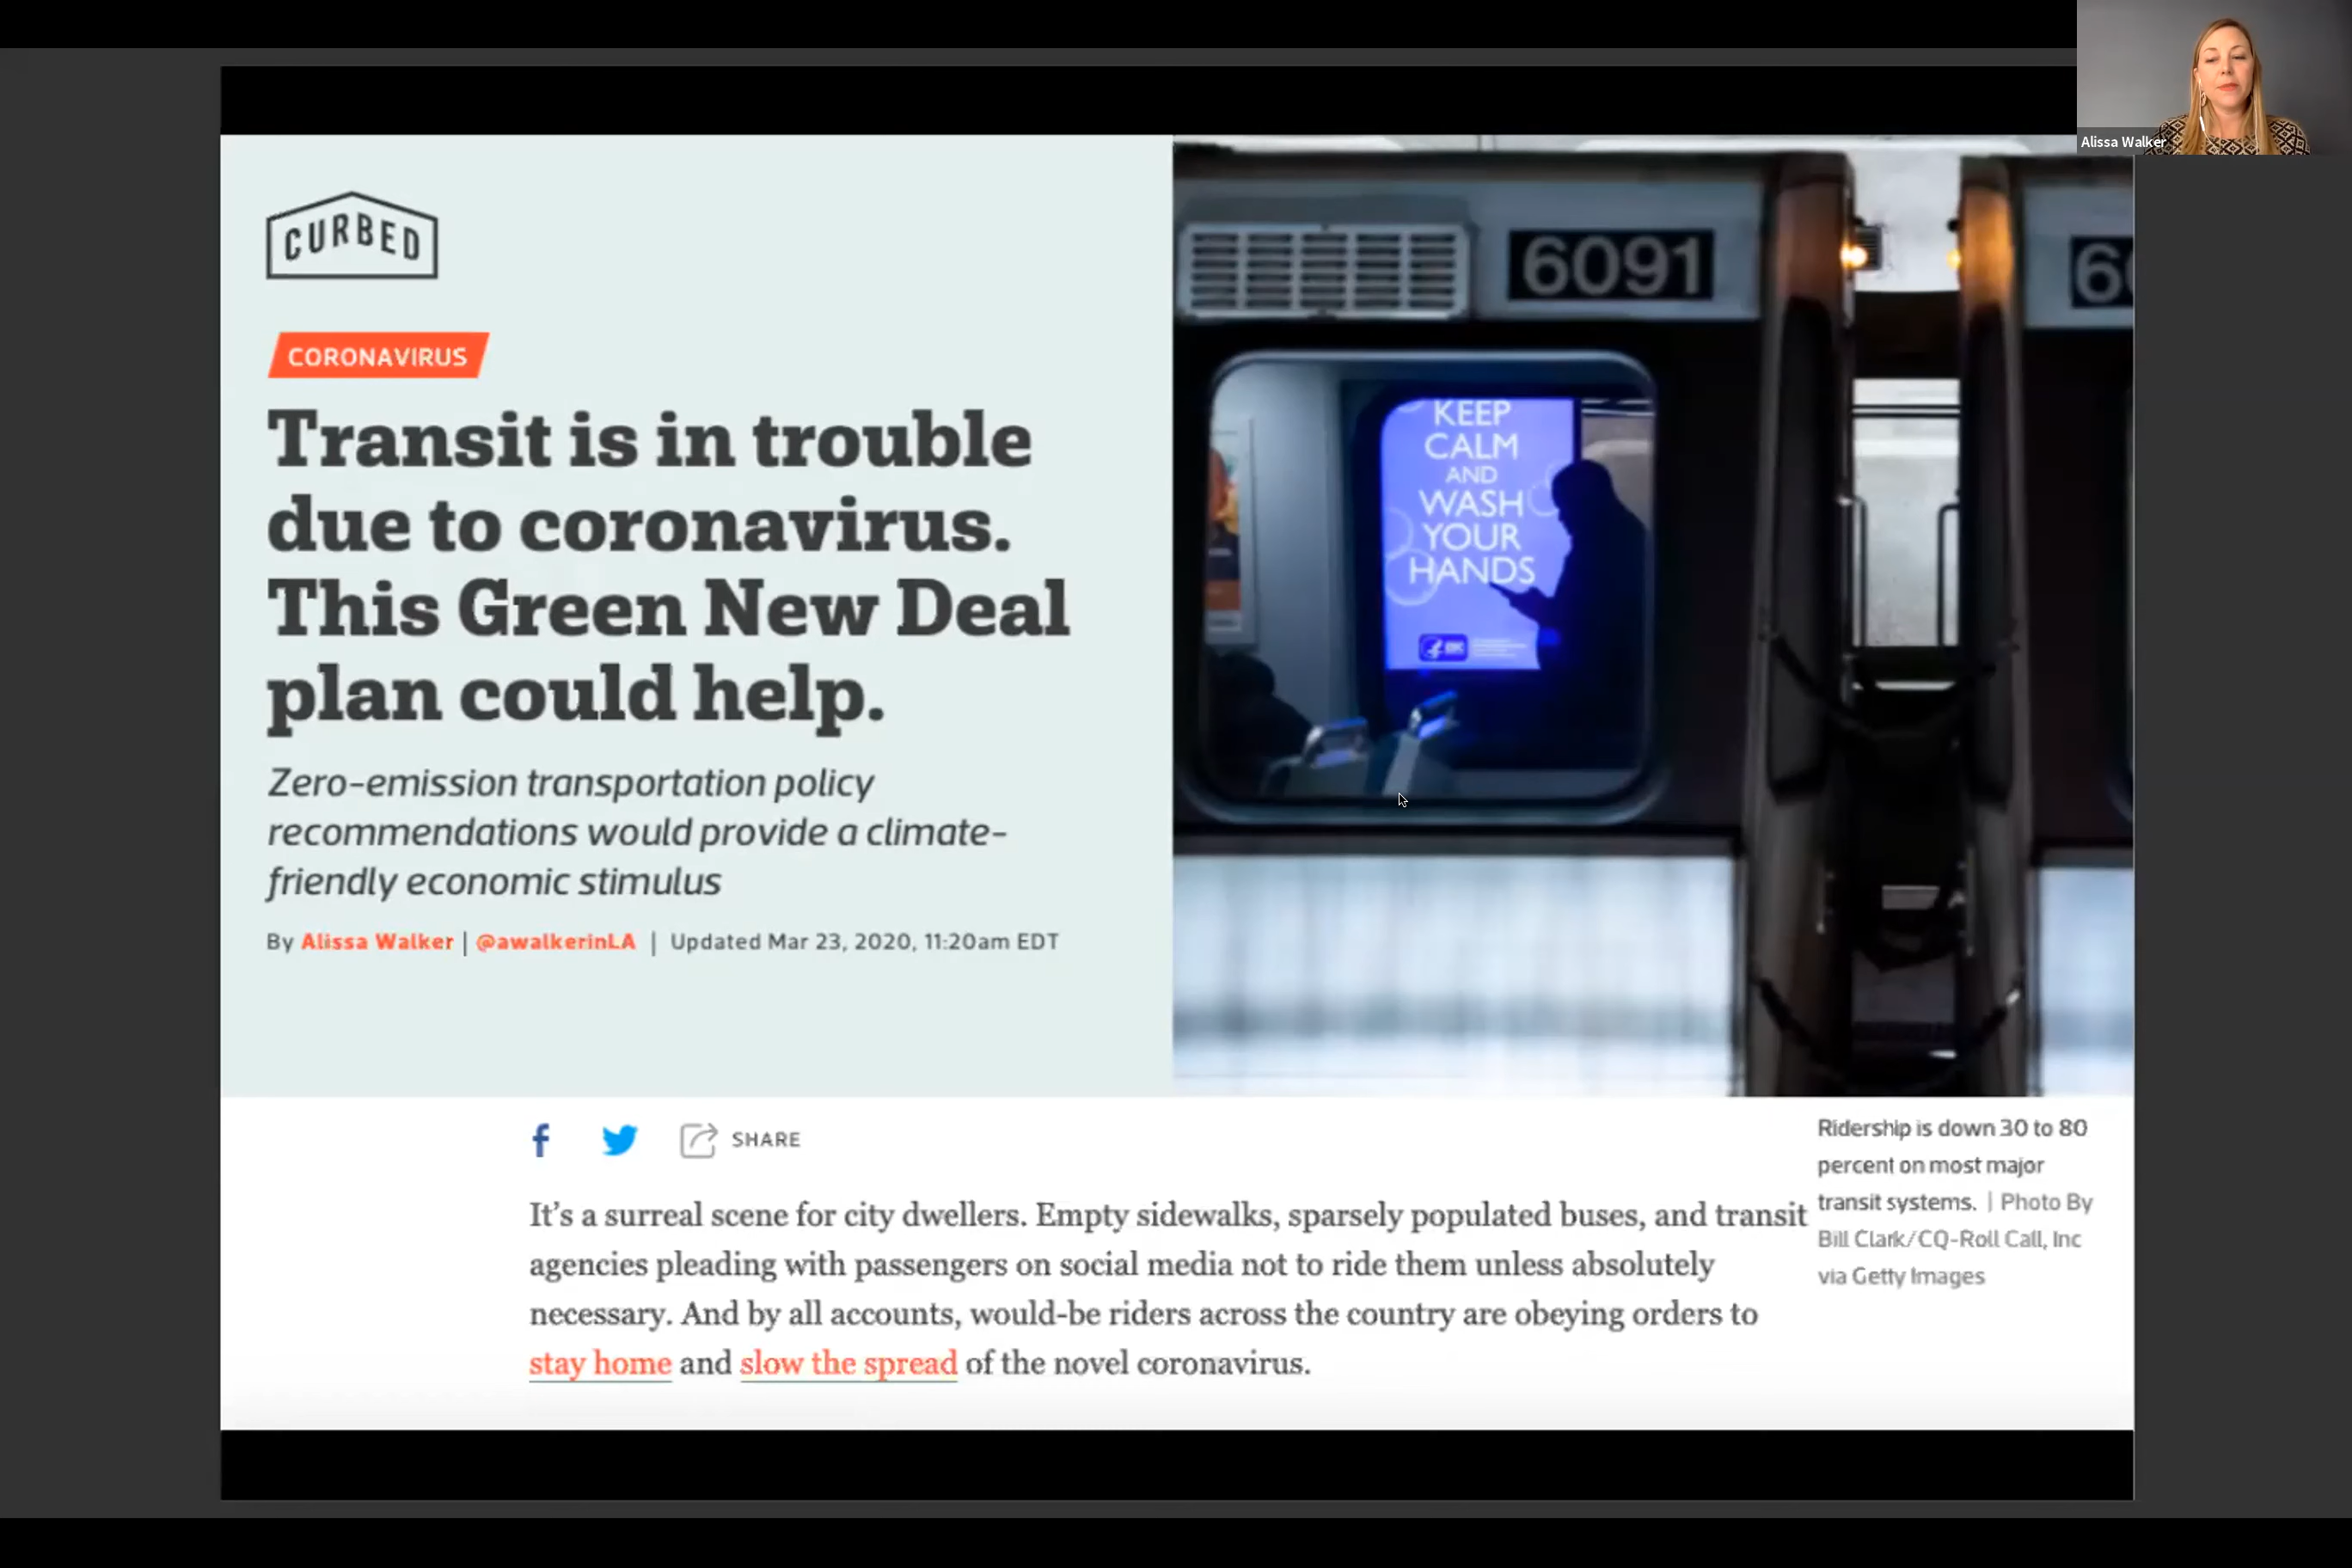 Alissa Walker
CURBED
CORONAVIRUS
Transit is in trouble
due to coronavirus.
This Green New Deal
plan could help.
Zero-emission transportation policy
recommendations would provide a climate-
friendly economic stimulus
By Alissa Walker | @awalkerinLA | Updated Mar 23, 2020, 11:20am EDT
6091
KEEP
CALM
AND
WASH
YOUR
HANDS
f
SHARE
Ridership is down 30 to 80
percent on most major
transit systems. | Photo By
Bill Clark/CQ-Roll Call, Inc
via Getty Images
It’s a surreal scene for city dwellers. Empty sidewalks, sparsely populated buses, and transit
agencies pleading with passengers on social media not to ride them unless absolutely
necessary. And by all accounts, would-be riders across the country are obeying orders to
stay home and slow the spread of the novel coronavirus.